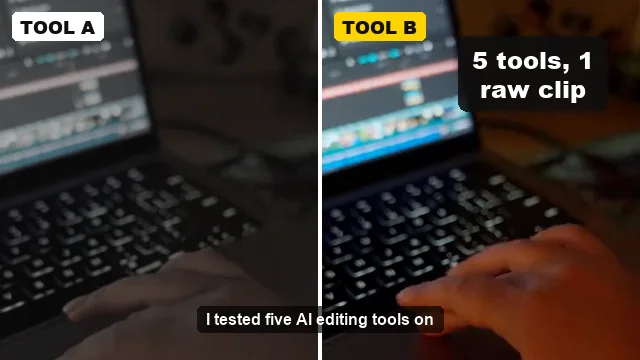 TOOL A
TOOL B
5 tools, 1
raw clip
I tested five AI editing tools on